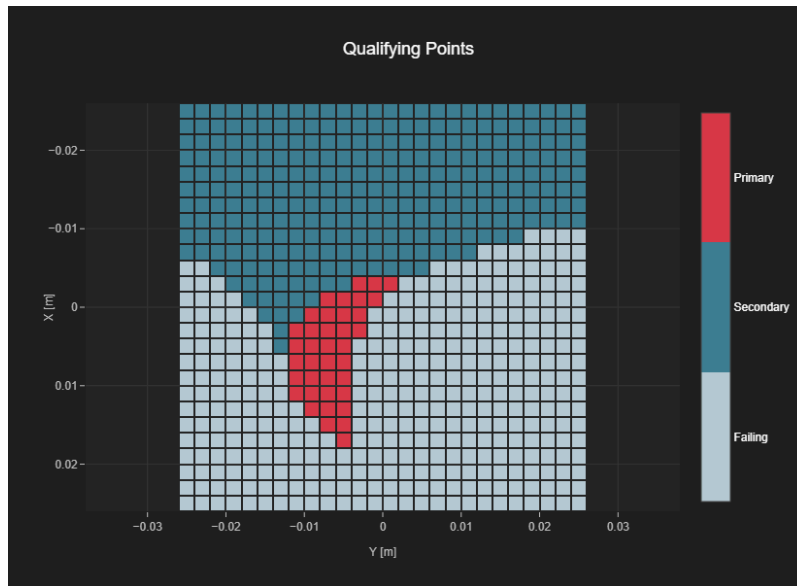 Qualifying Points
−0.02
−0.01
0
0.01
0.02
X [m]
−0.03
−0.02
−0.01
0
0.01
0.02
0.03
Y [m]
Primary
Secondary
Failing